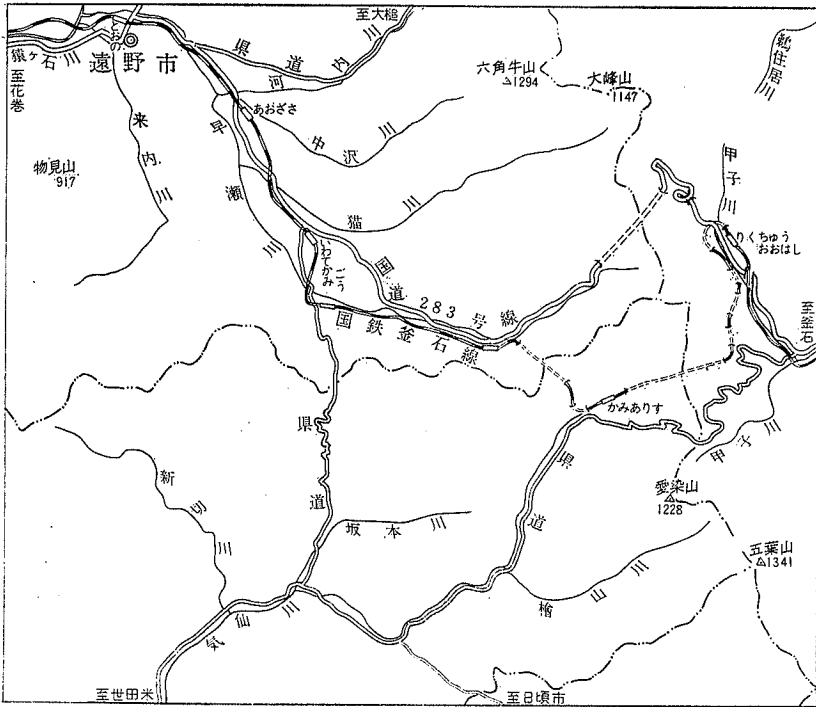 至大槌
とおの
猿ヶ石川
遠野市
県道
河内川
至花巻
六角牛山
△1294
大峰山
1147
鵜住居川
来内川
あおざさ
早瀬川
中沢川
物見山
917
猫川
甲子川
りくちゅう
おおはし
いわてかみ
ごう
国道283号線
国鉄釜石線
至釜石
かみありす
甲子川
県道
県道
新切川
坂本川
愛染山
1228
五葉山
△1341
檜山川
気仙川
至世田米
至日頃市